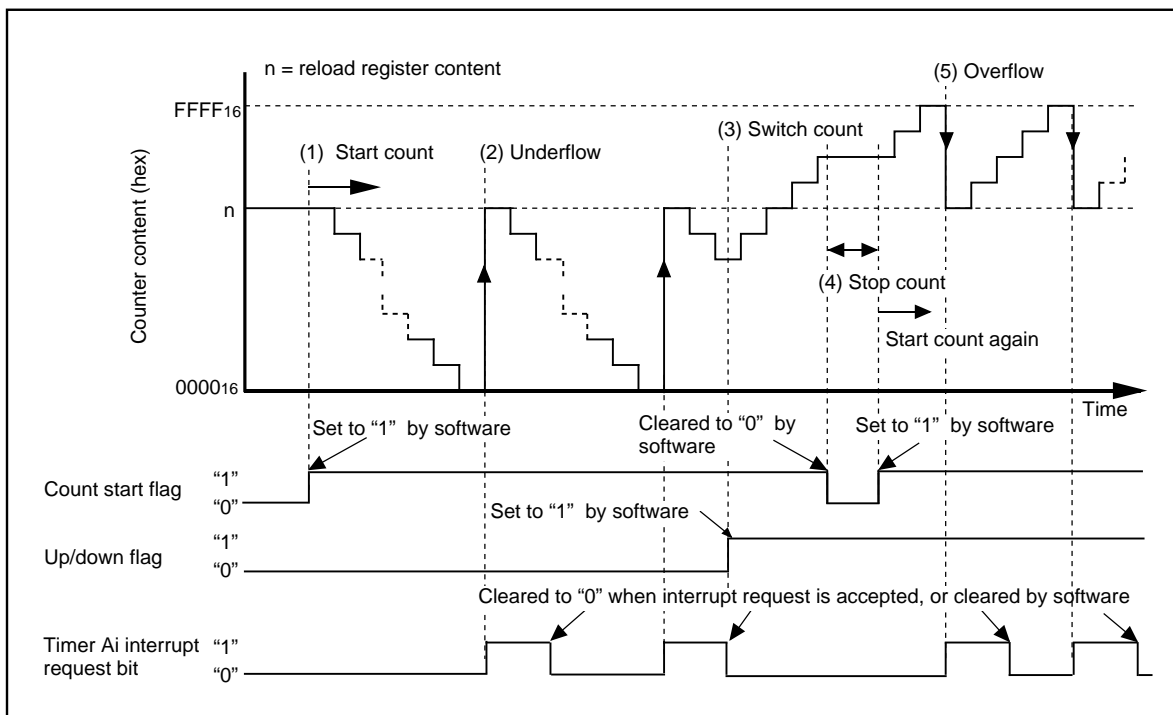 n = reload register content
(5) Overflow
FFFF16
(3) Switch count
(1) Start count
(2) Underflow
Counter content (hex)
n
(4) Stop count
Start count again
000016
Time
Set to “1” by software
Cleared to “0” by
software
Set to “1” by software
Count start flag
“1”
“0”
Set to “1” by software
Up/down flag
“1”
“0”
Cleared to “0” when interrupt request is accepted, or cleared by software
Timer Ai interrupt
request bit
“1”
“0”